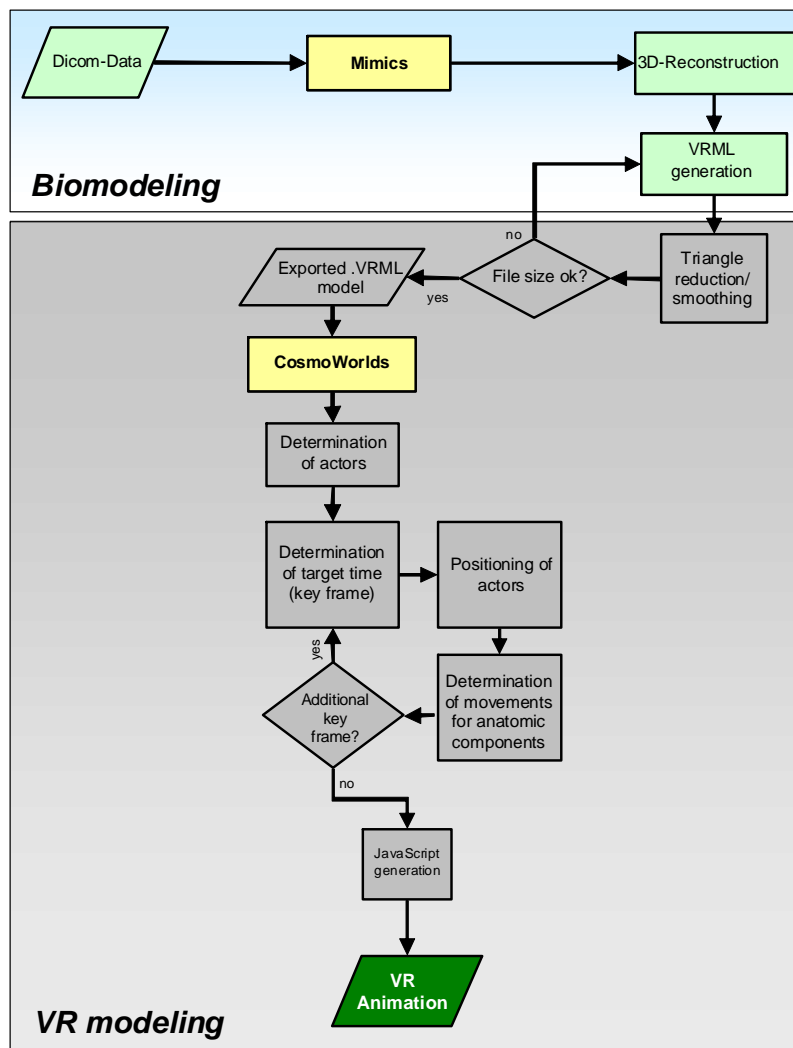 Dicom-Data
Mimics
3D-Reconstruction
VRML
generation
Biomodeling
no
Exported .VRML
model
yes
File size ok?
Triangle
reduction/
smoothing
CosmoWorlds
Determination
of actors
Determination
of target time
(key frame)
Positioning of
actors
yes
Additional
key
frame?
Determination
of movements
for anatomic
components
no
JavaScript
generation
VR
Animation
VR modeling